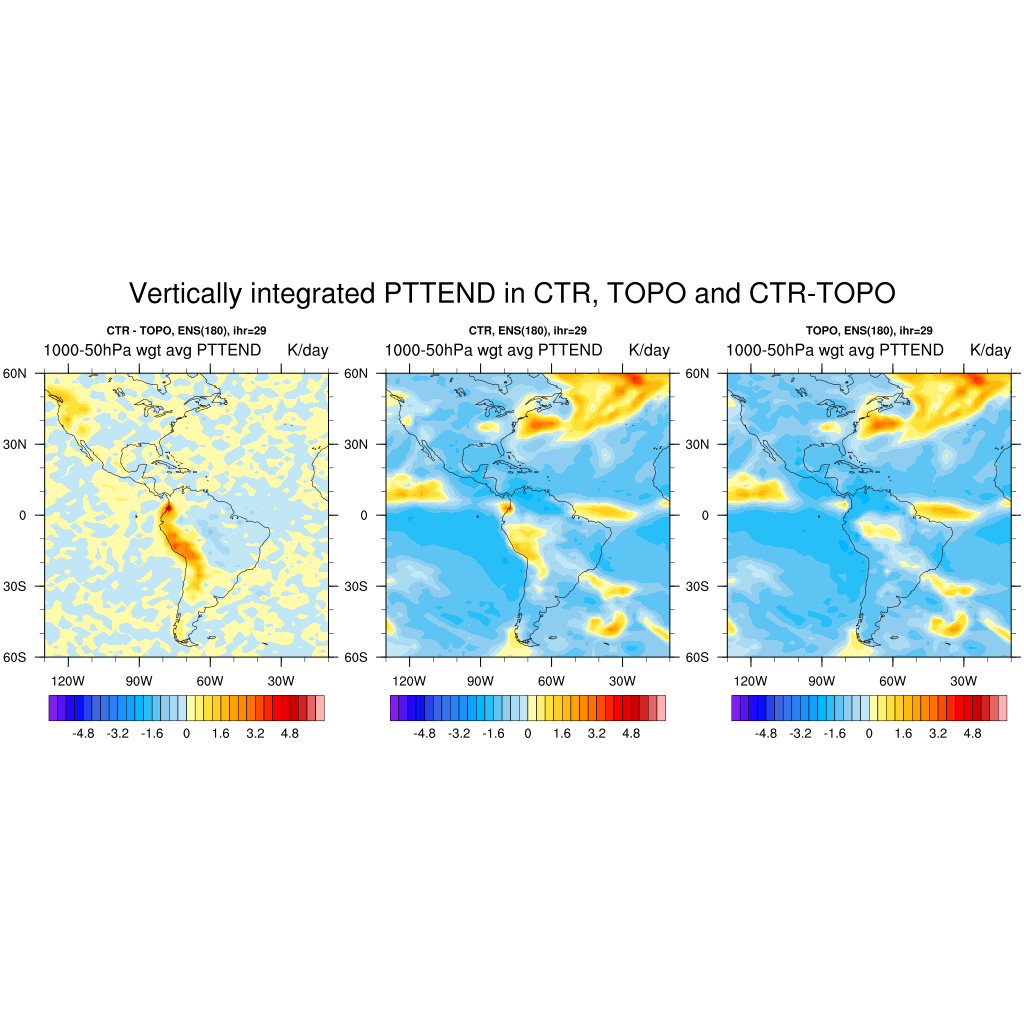 Vertically integrated PTTEND in CTR, TOPO and CTR-TOPO
CTR - TOPO, ENS(180), ihr=29
1000-50hPa wgt avg PTTEND K/day
60N
30N
0
30S
60S
120W 90W 60W 30W
-4.8 -3.2 -1.6 0 1.6 3.2 4.8
CTR, ENS(180), ihr=29
1000-50hPa wgt avg PTTEND K/day
60N
30N
0
30S
60S
120W 90W 60W 30W
-4.8 -3.2 -1.6 0 1.6 3.2 4.8
TOPO, ENS(180), ihr=29
1000-50hPa wgt avg PTTEND K/day
60N
30N
0
30S
60S
120W 90W 60W 30W
-4.8 -3.2 -1.6 0 1.6 3.2 4.8